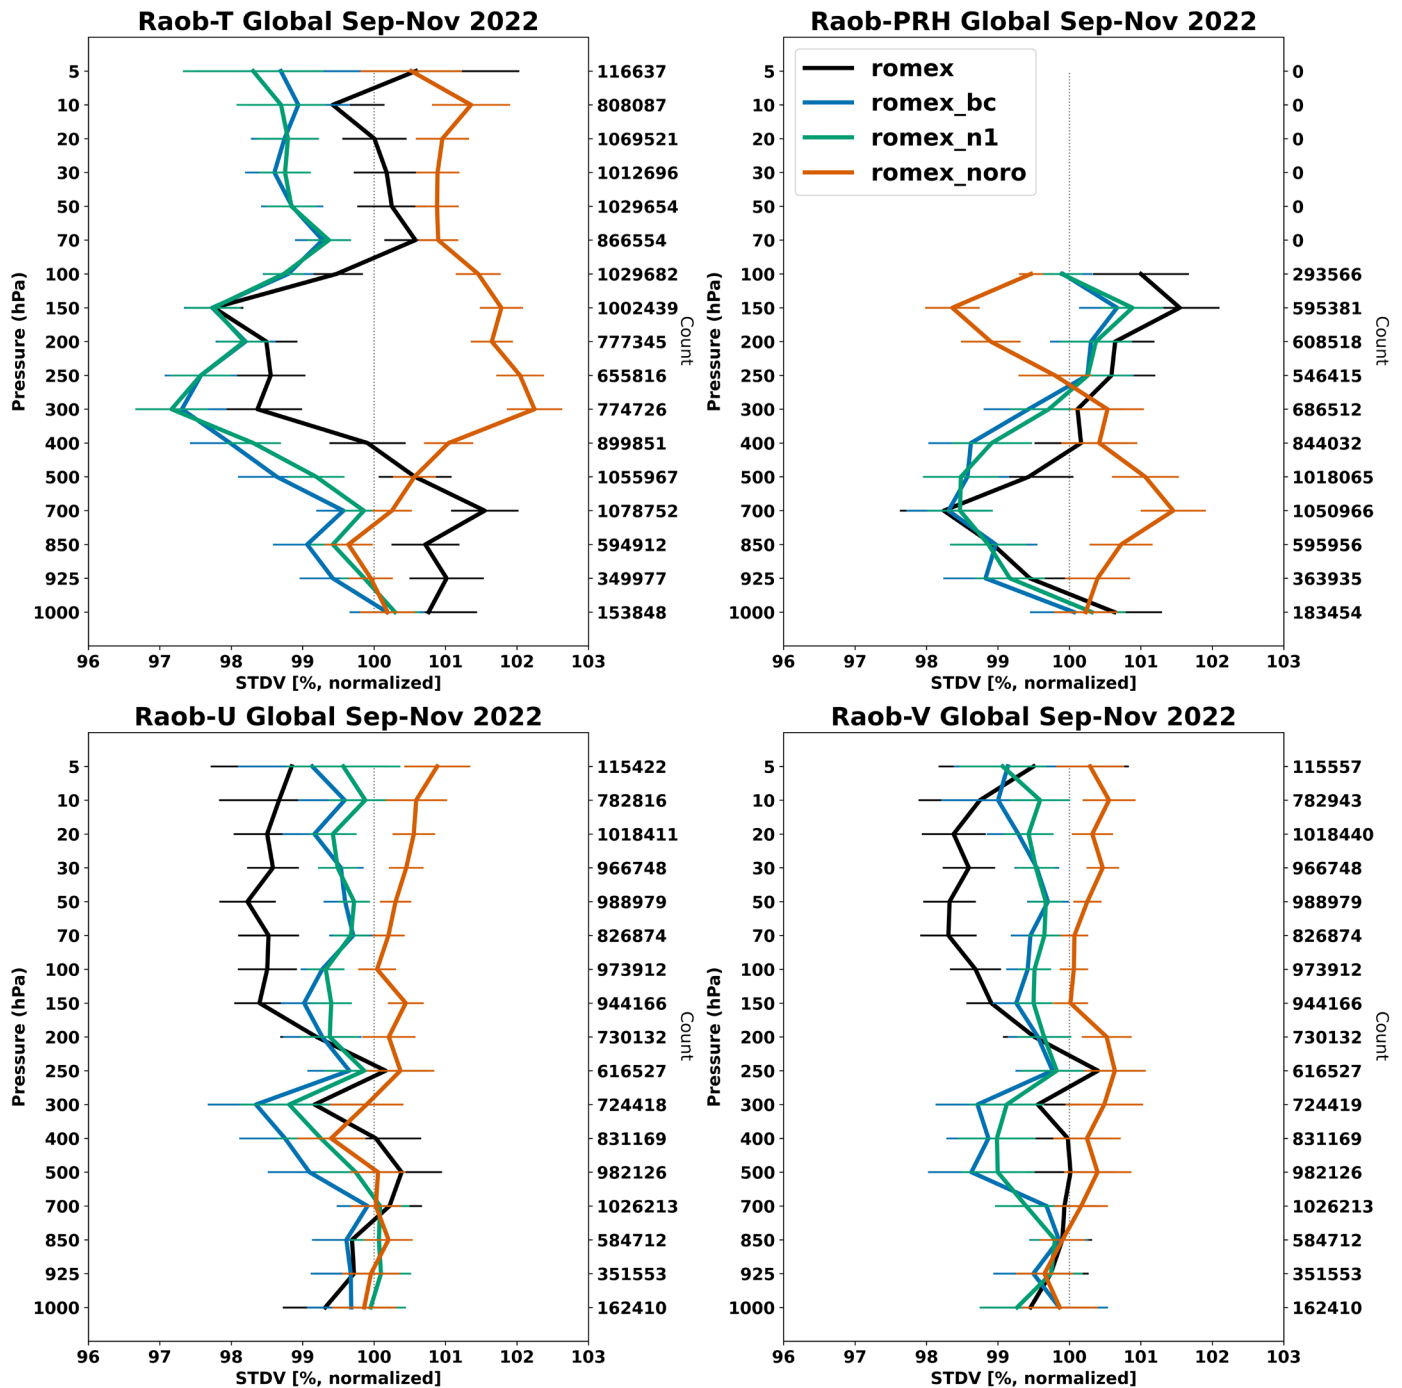 Raob-T Global Sep-Nov 2022
Pressure (hPa)
5 116637
10 808087
20 1069521
30 1012696
50 1029654
70 866554
100 1029682
150 1002439
200 777345
250 655816
300 774726
400 899851
500 1055967
700 1078752
850 594912
925 349977
1000 153848
Count
96 97 98 99 100 101 102 103
STDV [%, normalized]
Raob-PRH Global Sep-Nov 2022
romex
romex_bc
romex_n1
romex_noro
Pressure (hPa)
5 0
10 0
20 0
30 0
50 0
70 0
100 293566
150 595381
200 608518
250 546415
300 686512
400 844032
500 1018065
700 1050966
850 595956
925 363935
1000 183454
Count
96 97 98 99 100 101 102 103
STDV [%, normalized]
Raob-U Global Sep-Nov 2022
Pressure (hPa)
5 115422
10 782816
20 1018411
30 966748
50 988979
70 826874
100 973912
150 944166
200 730132
250 616527
300 724418
400 831169
500 982126
700 1026213
850 584712
925 351553
1000 162410
Count
96 97 98 99 100 101 102 103
STDV [%, normalized]
Raob-V Global Sep-Nov 2022
Pressure (hPa)
5 115557
10 782943
20 1018440
30 966748
50 988979
70 826874
100 973912
150 944166
200 730132
250 616527
300 724419
400 831169
500 982126
700 1026213
850 584712
925 351553
1000 162410
Count
96 97 98 99 100 101 102 103
STDV [%, normalized]